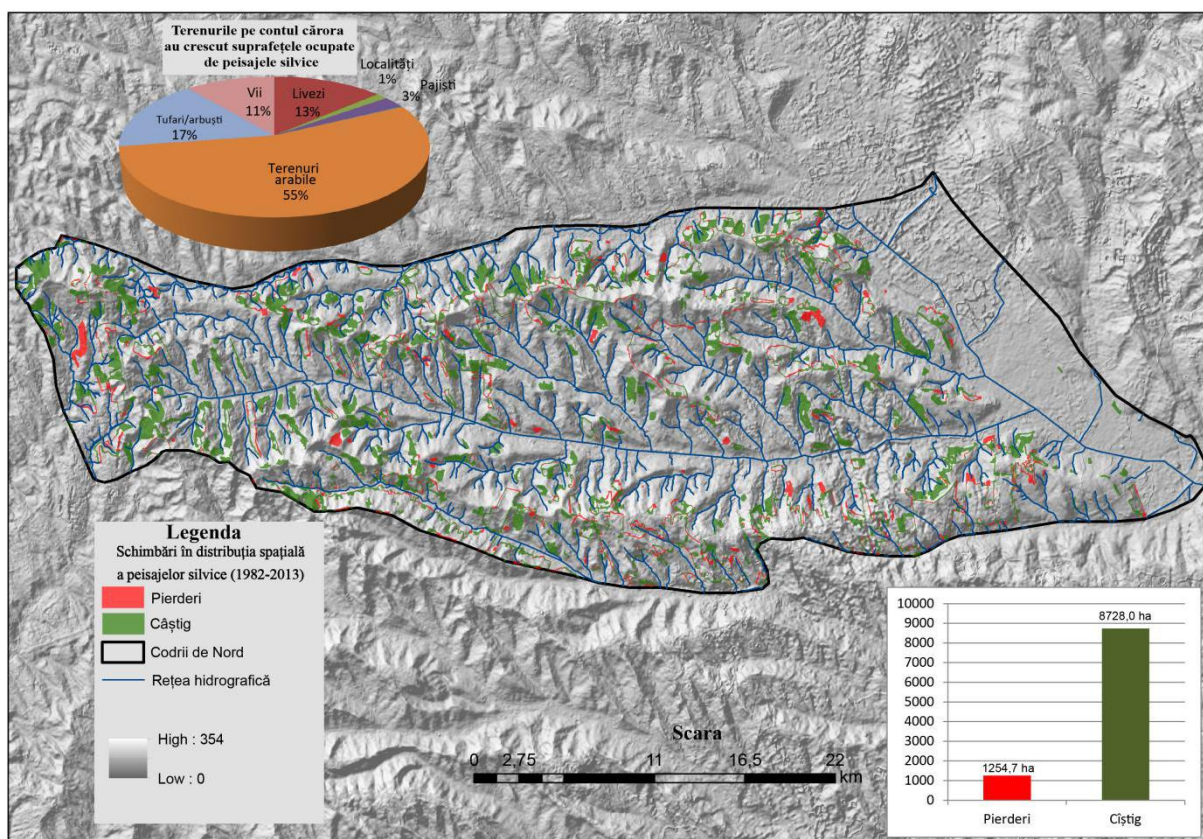 Terenurile pe contul cărora
au crescut suprafețele ocupate
de peisajele silvice
Localități
1%
Pajiști
3%
Vii
11%
Livezi
13%
Tufari/arbuști
17%
Terenuri
arabile
55%
Legenda
Schimbări în distribuția spațială
a peisajelor silvice (1982-2013)
Pierderi
Câștig
Codrii de Nord
Rețea hidrografică
High : 354
Low : 0
Scara
0 2,75 11 16,5 22
km
10000
9000
8000
7000
6000
5000
4000
3000
2000
1000
0
8728,0 ha
1254,7 ha
Pierderi Cîștig